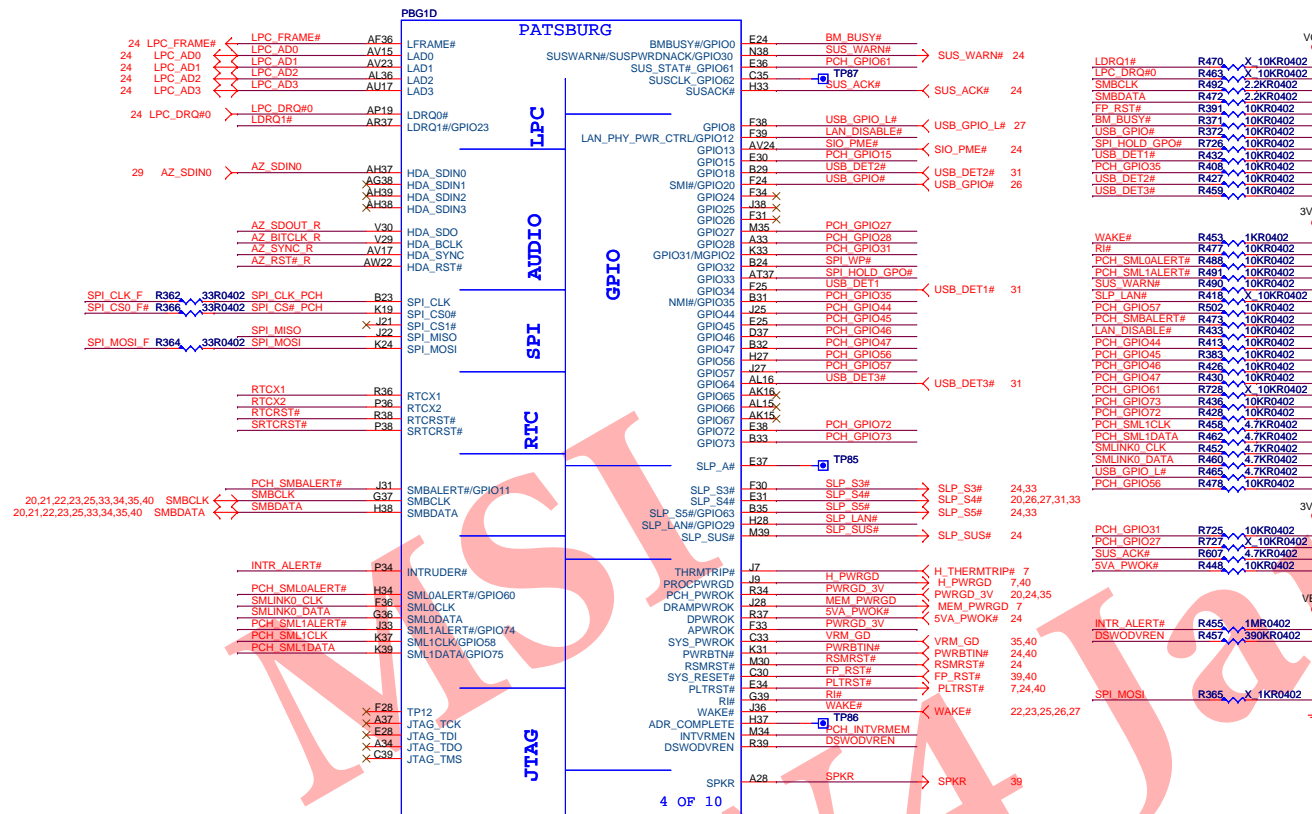 PBG1D
PATSBURG
24 LPC_FRAME# LPC_FRAME# AF36 LFRAME#
24 LPC_AD0 LPC_AD0 AV15 LAD0
24 LPC_AD1 LPC_AD1 AV23 LAD1
24 LPC_AD2 LPC_AD2 AL36 LAD2
24 LPC_AD3 LPC_AD3 AU17 LAD3
24 LPC_DRQ#0 LPC_DRQ#0 AP19 LDRQ0#
LDRQ1# AR37 LDRQ1#/GPIO23
LPC
29 AZ_SDIN0 AZ_SDIN0 AH37 HDA_SDIN0
AG38 HDA_SDIN1
AH39 HDA_SDIN2
AH38 HDA_SDIN3
AZ_SDOUT_R V30 HDA_SDO
AZ_BITCLK_R V29 HDA_BCLK
AZ_SYNC_R AV17 HDA_SYNC
AZ_RST#_R AW22 HDA_RST#
AUDIO
SPI_CLK_F R362 33R0402 SPI_CLK_PCH B23 SPI_CLK
SPI_CS0_F# R366 33R0402 SPI_CS#_PCH K19 SPI_CS0#
J21 SPI_CS1#
SPI_MISO J22 SPI_MISO
SPI_MOSI_F R364 33R0402 SPI_MOSI K24 SPI_MOSI
SPI
RTCX1 R36 RTCX1
RTCX2 P36 RTCX2
RTCRST# R38 RTCRST#
SRTCRST# P38 SRTCRST#
RTC
PCH_SMBALERT# J31 SMBALERT#/GPIO11
20,21,22,23,25,33,34,35,40 SMBCLK SMBCLK G37 SMBCLK
20,21,22,23,25,33,34,35,40 SMBDATA SMBDATA H38 SMBDATA
INTR_ALERT# P34 INTRUDER#
PCH_SML0ALERT# H34 SML0ALERT#/GPIO60
SMLINK0_CLK F36 SML0CLK
SMLINK0_DATA G36 SML0DATA
PCH_SML1ALERT# J33 SML1ALERT#/GPIO74
PCH_SML1CLK K37 SML1CLK/GPIO58
PCH_SML1DATA K39 SML1DATA/GPIO75
F28 TP12
A37 JTAG_TCK
E28 JTAG_TDI
A34 JTAG_TDO
C39 JTAG_TMS
JTAG
GPIO
BMBUSY#/GPIO0 E24 BM_BUSY#
SUSWARN#/SUSPWRDNACK/GPIO30 N38 SUS_WARN# SUS_WARN# 24
SUS_STAT#_GPIO61 E36 PCH_GPIO61
SUSCLK_GPIO62 C35 TP87
SUSACK# H33 SUS_ACK# SUS_ACK# 24
GPIO8 F38 USB_GPIO_L# USB_GPIO_L# 27
LAN_PHY_PWR_CTRL/GPIO12 F39 LAN_DISABLE#
GPIO13 AV24 SIO_PME# SIO_PME# 24
GPIO15 E30 PCH_GPIO15
GPIO18 B29 USB_DET2# USB_DET2# 31
SMI#/GPIO20 F24 USB_GPIO# USB_GPIO# 26
GPIO24 F34
GPIO25 J38
GPIO26 F31
GPIO27 M35 PCH_GPIO27
GPIO28 A33 PCH_GPIO28
GPIO31/MGPIO2 K33 PCH_GPIO31
GPIO32 B24 SPI_WP#
GPIO33 AT37 SPI_HOLD_GPO#
GPIO34 F25 USB_DET1 USB_DET1# 31
NMI#/GPIO35 B31 PCH_GPIO35
GPIO44 J25 PCH_GPIO44
GPIO45 E25 PCH_GPIO45
GPIO46 D37 PCH_GPIO46
GPIO47 B32 PCH_GPIO47
GPIO56 H27 PCH_GPIO56
GPIO57 J27 PCH_GPIO57
GPIO64 AL16 USB_DET3# USB_DET3# 31
GPIO65 AK16
GPIO66 AL15
GPIO67 AK15
GPIO72 E38 PCH_GPIO72
GPIO73 B33 PCH_GPIO73
SLP_A# E37 TP85
SLP_S3# F30 SLP_S3# SLP_S3# 24,33
SLP_S4# E31 SLP_S4# SLP_S4# 20,26,27,31,33
SLP_S5#/GPIO63 B35 SLP_S5# SLP_S5# 24,33
SLP_LAN#/GPIO29 H28 SLP_LAN#
SLP_SUS# M39 SLP_SUS# SLP_SUS# 24
THRMTRIP# J7 H_THERMTRIP# 7
PROCPWRGD J9 H_PWRGD H_PWRGD 7,40
PCH_PWROK R34 PWRGD_3V PWRGD_3V 20,24,35
DRAMPWROK J28 MEM_PWRGD MEM_PWRGD 7
DPWROK R37 5VA_PWOK# 5VA_PWOK# 24
APWROK F33 PWRGD_3V
SYS_PWROK C33 VRM_GD VRM_GD 35,40
PWRBTN# K31 PWRBTIN# PWRBTIN# 24,40
RSMRST# M30 RSMRST# RSMRST# 24
SYS_RESET# C30 FP_RST# FP_RST# 39,40
PLTRST# E34 PLTRST# PLTRST# 7,24,40
RI# G39 RI#
WAKE# J36 WAKE# WAKE# 22,23,25,26,27
ADR_COMPLETE H37 TP86
INTVRMEN M34 PCH_INTVRMEM
DSWODVREN R39 DSWODVREN
SPKR A28 SPKR SPKR 39
4 OF 10
LDRQ1# R470 X_10KR0402
LPC_DRQ#0 R463 X_10KR0402
SMBCLK R492 2.2KR0402
SMBDATA R472 2.2KR0402
FP_RST# R391 10KR0402
BM_BUSY# R371 10KR0402
USB_GPIO# R372 10KR0402
SPI_HOLD_GPO# R726 10KR0402
USB_DET1# R432 10KR0402
PCH_GPIO35 R408 10KR0402
USB_DET2# R427 10KR0402
USB_DET3# R459 10KR0402
3V
WAKE# R453 1KR0402
RI# R477 10KR0402
PCH_SML0ALERT# R488 10KR0402
PCH_SML1ALERT# R491 10KR0402
SUS_WARN# R490 10KR0402
SLP_LAN# R418 X_10KR0402
PCH_GPIO57 R502 10KR0402
PCH_SMBALERT# R473 10KR0402
LAN_DISABLE# R433 10KR0402
PCH_GPIO44 R413 10KR0402
PCH_GPIO45 R383 10KR0402
PCH_GPIO46 R426 10KR0402
PCH_GPIO47 R430 10KR0402
PCH_GPIO61 R728 X_10KR0402
PCH_GPIO73 R436 10KR0402
PCH_GPIO72 R428 10KR0402
PCH_SML1CLK R458 4.7KR0402
PCH_SML1DATA R462 4.7KR0402
SMLINK0_CLK R452 4.7KR0402
SMLINK0_DATA R460 4.7KR0402
USB_GPIO_L# R465 4.7KR0402
PCH_GPIO56 R478 10KR0402
3V
PCH_GPIO31 R725 10KR0402
PCH_GPIO27 R727 X_10KR0402
SUS_ACK# R607 4.7KR0402
5VA_PWOK# R448 10KR0402
INTR_ALERT# R455 1MR0402
DSWODVREN R457 390KR0402
SPI_MOSI R365 X_1KR0402
MSI